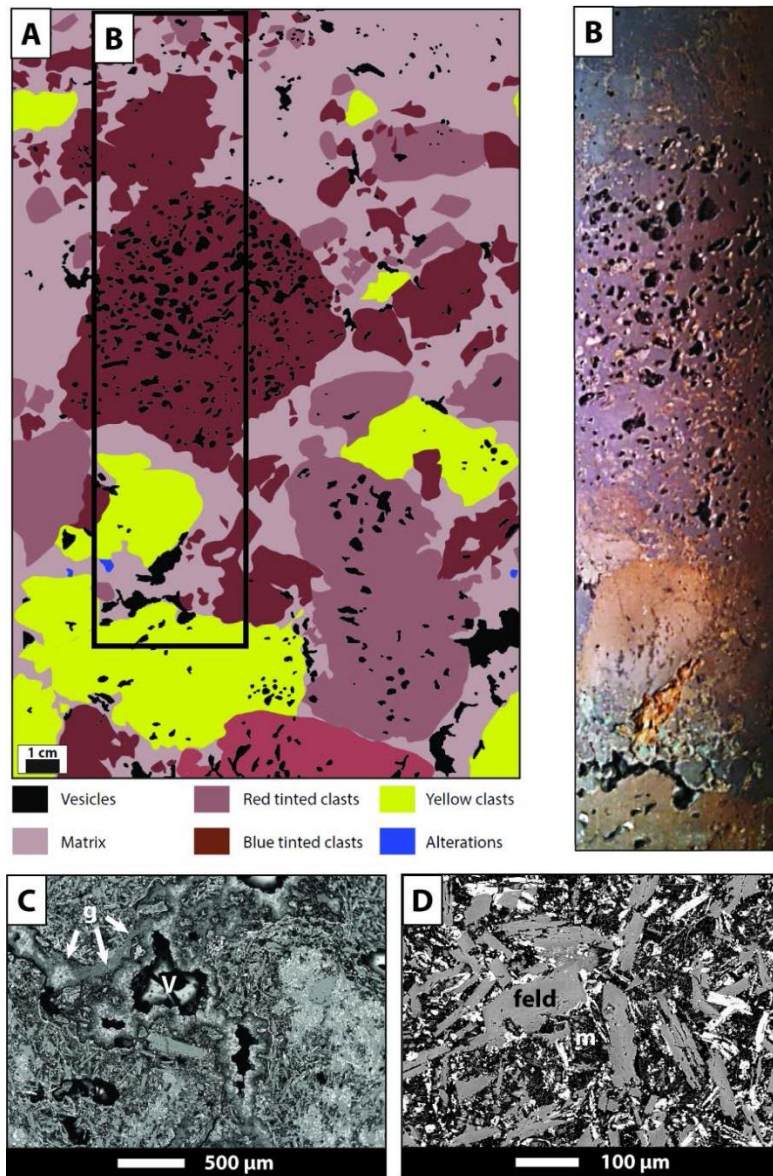 A
B
B
1 cm
Vesicles
Red tinted clasts
Yellow clasts
Matrix
Blue tinted clasts
Alterations
C
g
V
500 µm
D
feld
m
100 µm